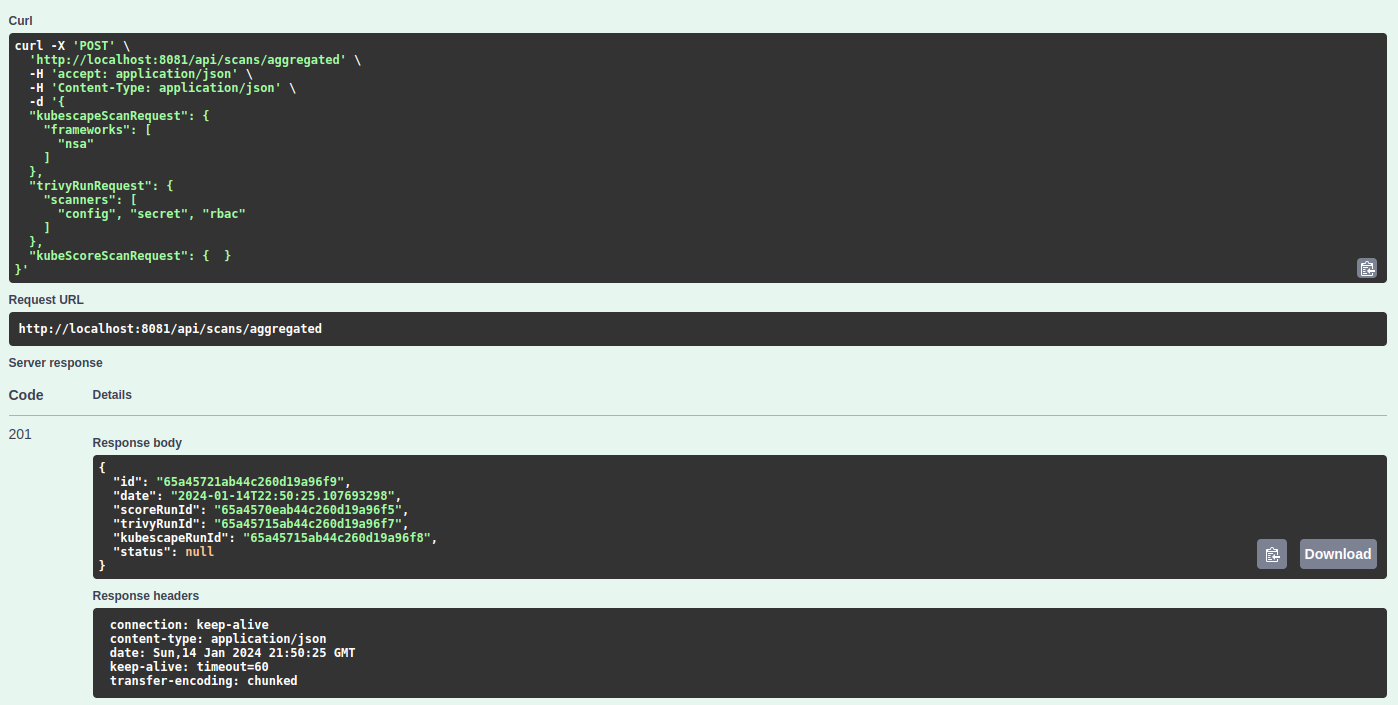 Curl
curl -X 'POST' \
  'http://localhost:8081/api/scans/aggregated' \
  -H 'accept: application/json' \
  -H 'Content-Type: application/json' \
  -d '{
  "kubescapeScanRequest": {
    "frameworks": [
      "nsa"
    ]
  },
  "trivyRunRequest": {
    "scanners": [
      "config", "secret", "rbac"
    ]
  },
  "kubeScoreScanRequest": {  }
}'
Request URL
http://localhost:8081/api/scans/aggregated
Server response
Code Details
201
Response body
{
  "id": "65a45721ab44c260d19a96f9",
  "date": "2024-01-14T22:50:25.107693298",
  "scoreRunId": "65a4570eab44c260d19a96f5",
  "trivyRunId": "65a45715ab44c260d19a96f7",
  "kubescapeRunId": "65a45715ab44c260d19a96f8",
  "status": null
}
Download
Response headers
connection: keep-alive
content-type: application/json
date: Sun,14 Jan 2024 21:50:25 GMT
keep-alive: timeout=60
transfer-encoding: chunked